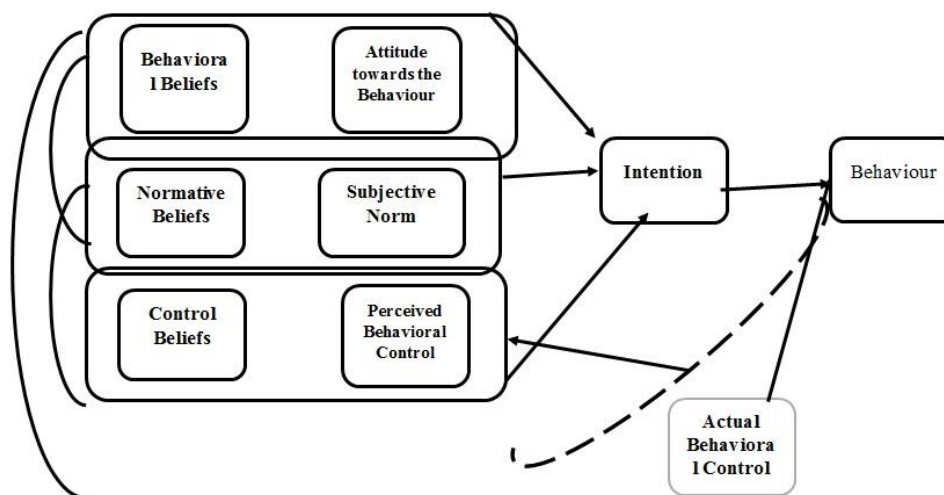 Behaviora
l Beliefs
Attitude
towards the
Behaviour
Normative
Beliefs
Subjective
Norm
Control
Beliefs
Perceived
Behavioral
Control
Intention
Behaviour
Actual
Behaviora
l Control